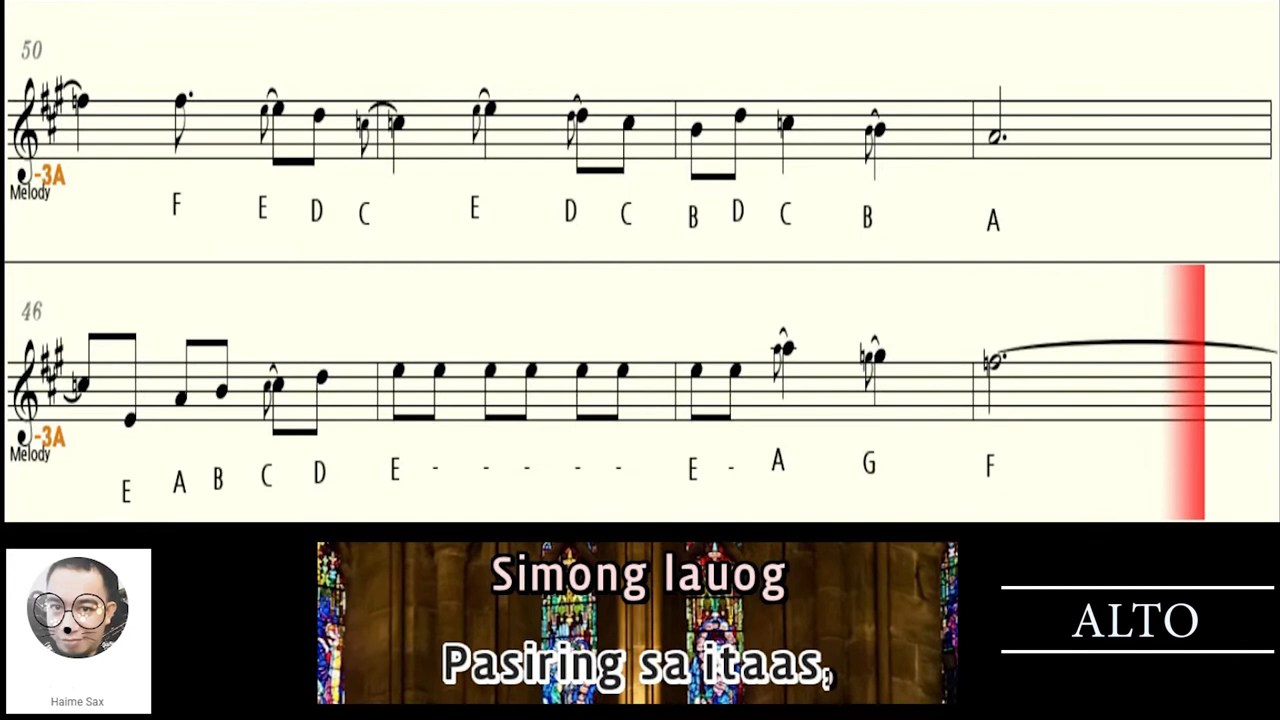 50
-3A
Melody
F E D C E D C B D C B A
46
-3A
Melody
E A B C D E - - - - - E - A G F
Simong lauog
Pasiring sa itaas,
ALTO
Haime Sax